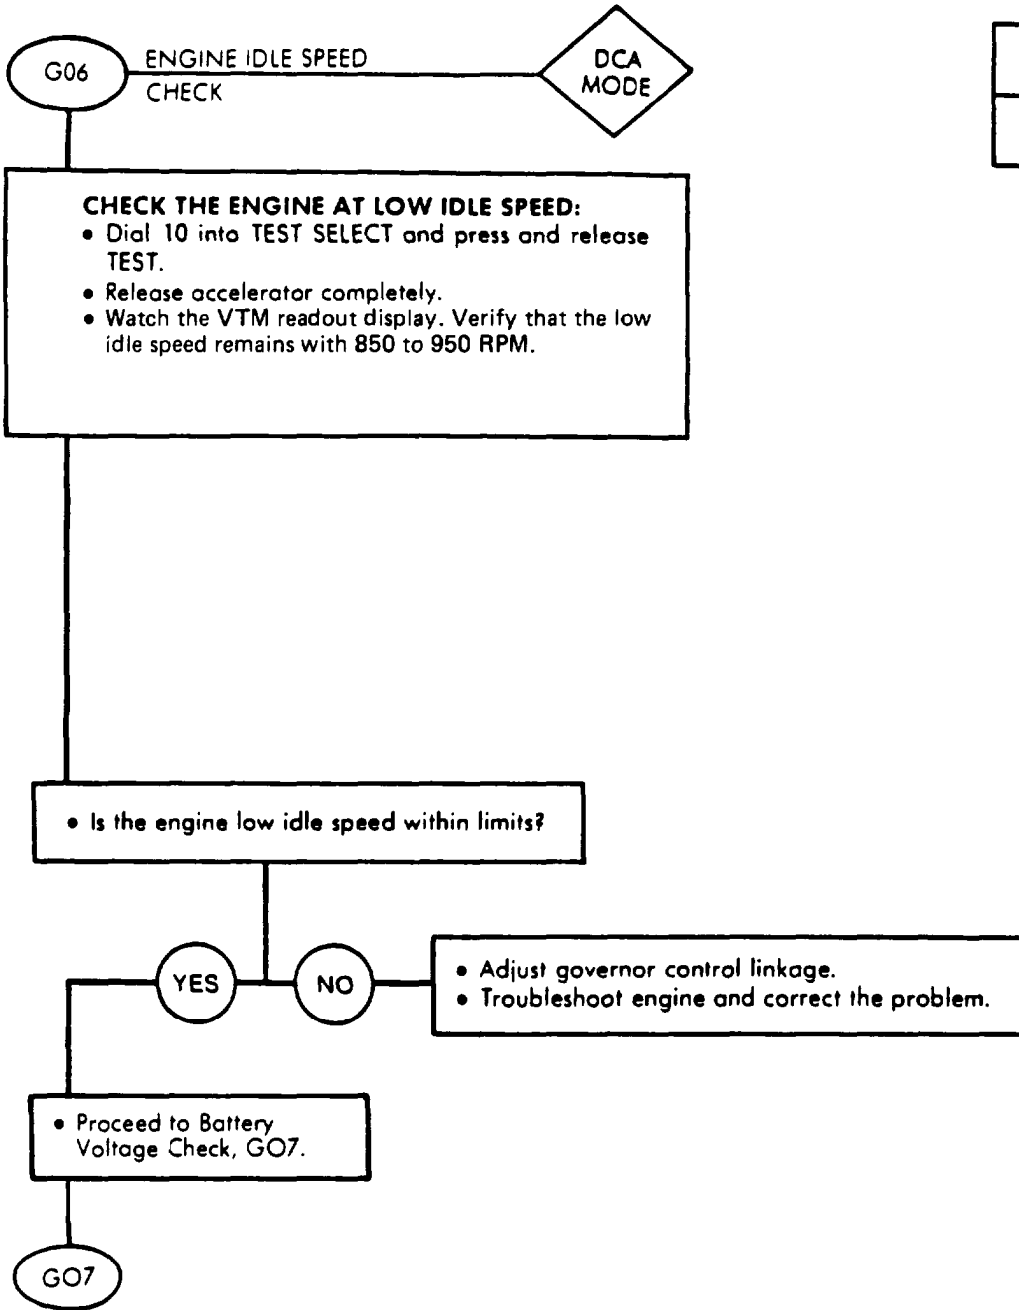 G06
ENGINE IDLE SPEED
CHECK
DCA
MODE
CHECK THE ENGINE AT LOW IDLE SPEED:
• Dial 10 into TEST SELECT and press and release
TEST.
• Release accelerator completely.
• Watch the VTM readout display. Verify that the low
idle speed remains with 850 to 950 RPM.
• Is the engine low idle speed within limits?
YES
NO
• Adjust governor control linkage.
• Troubleshoot engine and correct the problem.
• Proceed to Battery
Voltage Check, GO7.
GO7